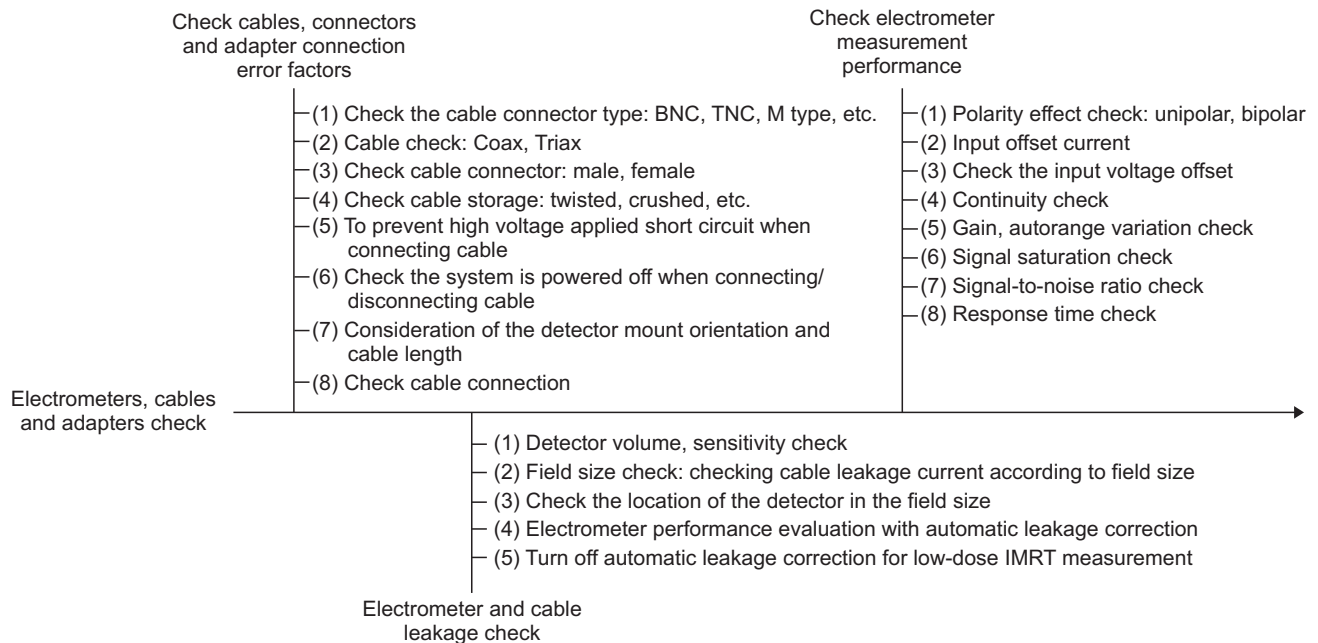 Check cables, connectors
and adapter connection
error factors
(1) Check the cable connector type: BNC, TNC, M type, etc.
(2) Cable check: Coax, Triax
(3) Check cable connector: male, female
(4) Check cable storage: twisted, crushed, etc.
(5) To prevent high voltage applied short circuit when
connecting cable
(6) Check the system is powered off when connecting/
disconnecting cable
(7) Consideration of the detector mount orientation and
cable length
(8) Check cable connection
Check electrometer
measurement
performance
(1) Polarity effect check: unipolar, bipolar
(2) Input offset current
(3) Check the input voltage offset
(4) Continuity check
(5) Gain, autorange variation check
(6) Signal saturation check
(7) Signal-to-noise ratio check
(8) Response time check
Electrometers, cables
and adapters check
(1) Detector volume, sensitivity check
(2) Field size check: checking cable leakage current according to field size
(3) Check the location of the detector in the field size
(4) Electrometer performance evaluation with automatic leakage correction
(5) Turn off automatic leakage correction for low-dose IMRT measurement
Electrometer and cable
leakage check